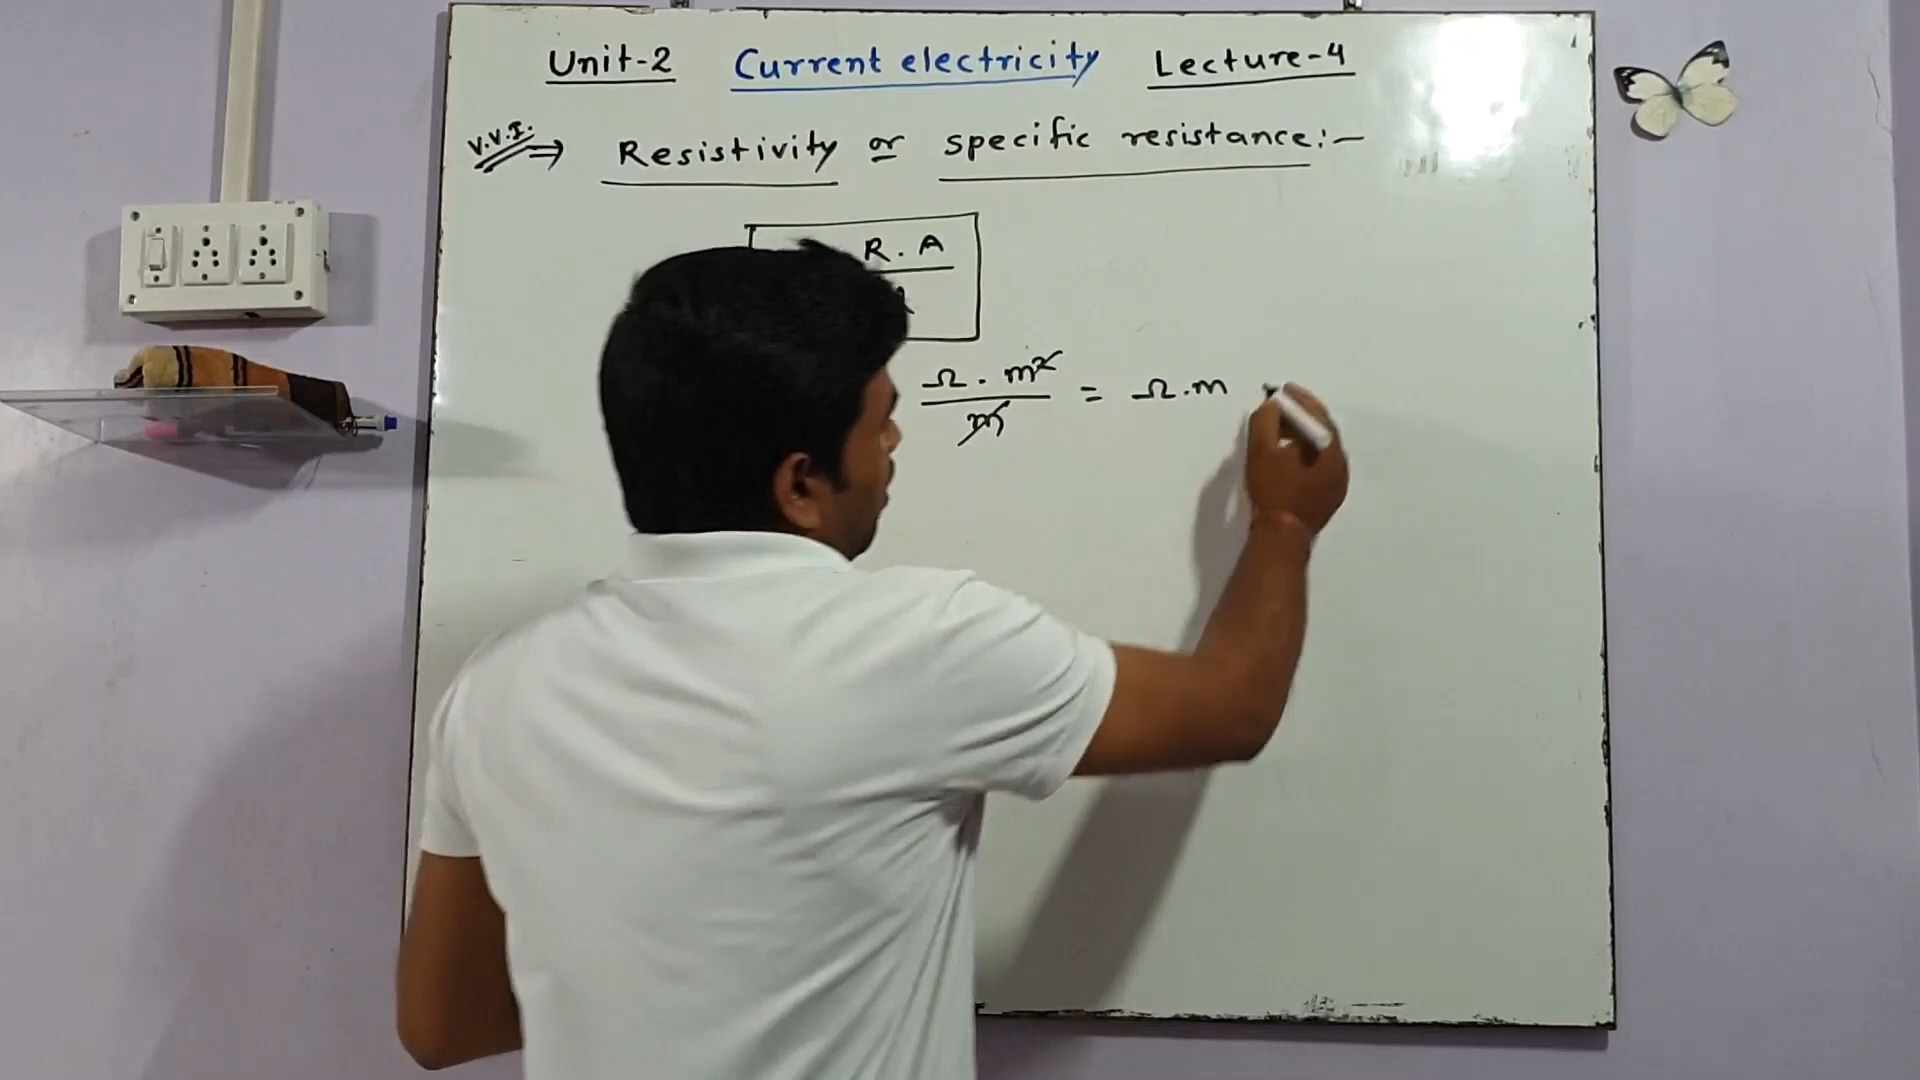 Unit-2 Current electricity Lecture-4
V.V.I. ⇒ Resistivity or specific resistance:-
R . A
Ω . m²
m
= Ω.m